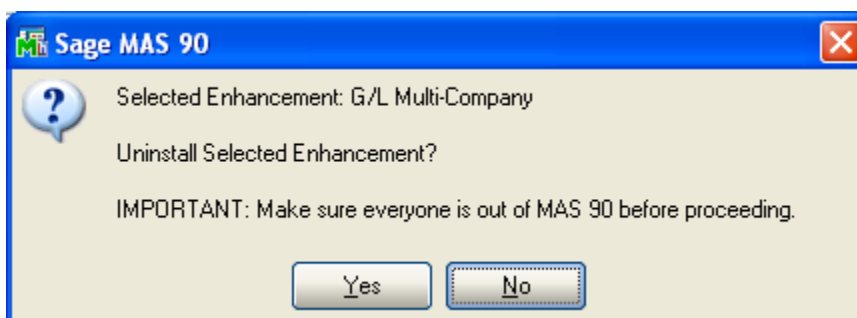 Sage MAS 90
Selected Enhancement: G/L Multi-Company
Uninstall Selected Enhancement?
IMPORTANT: Make sure everyone is out of MAS 90 before proceeding.
Yes
No